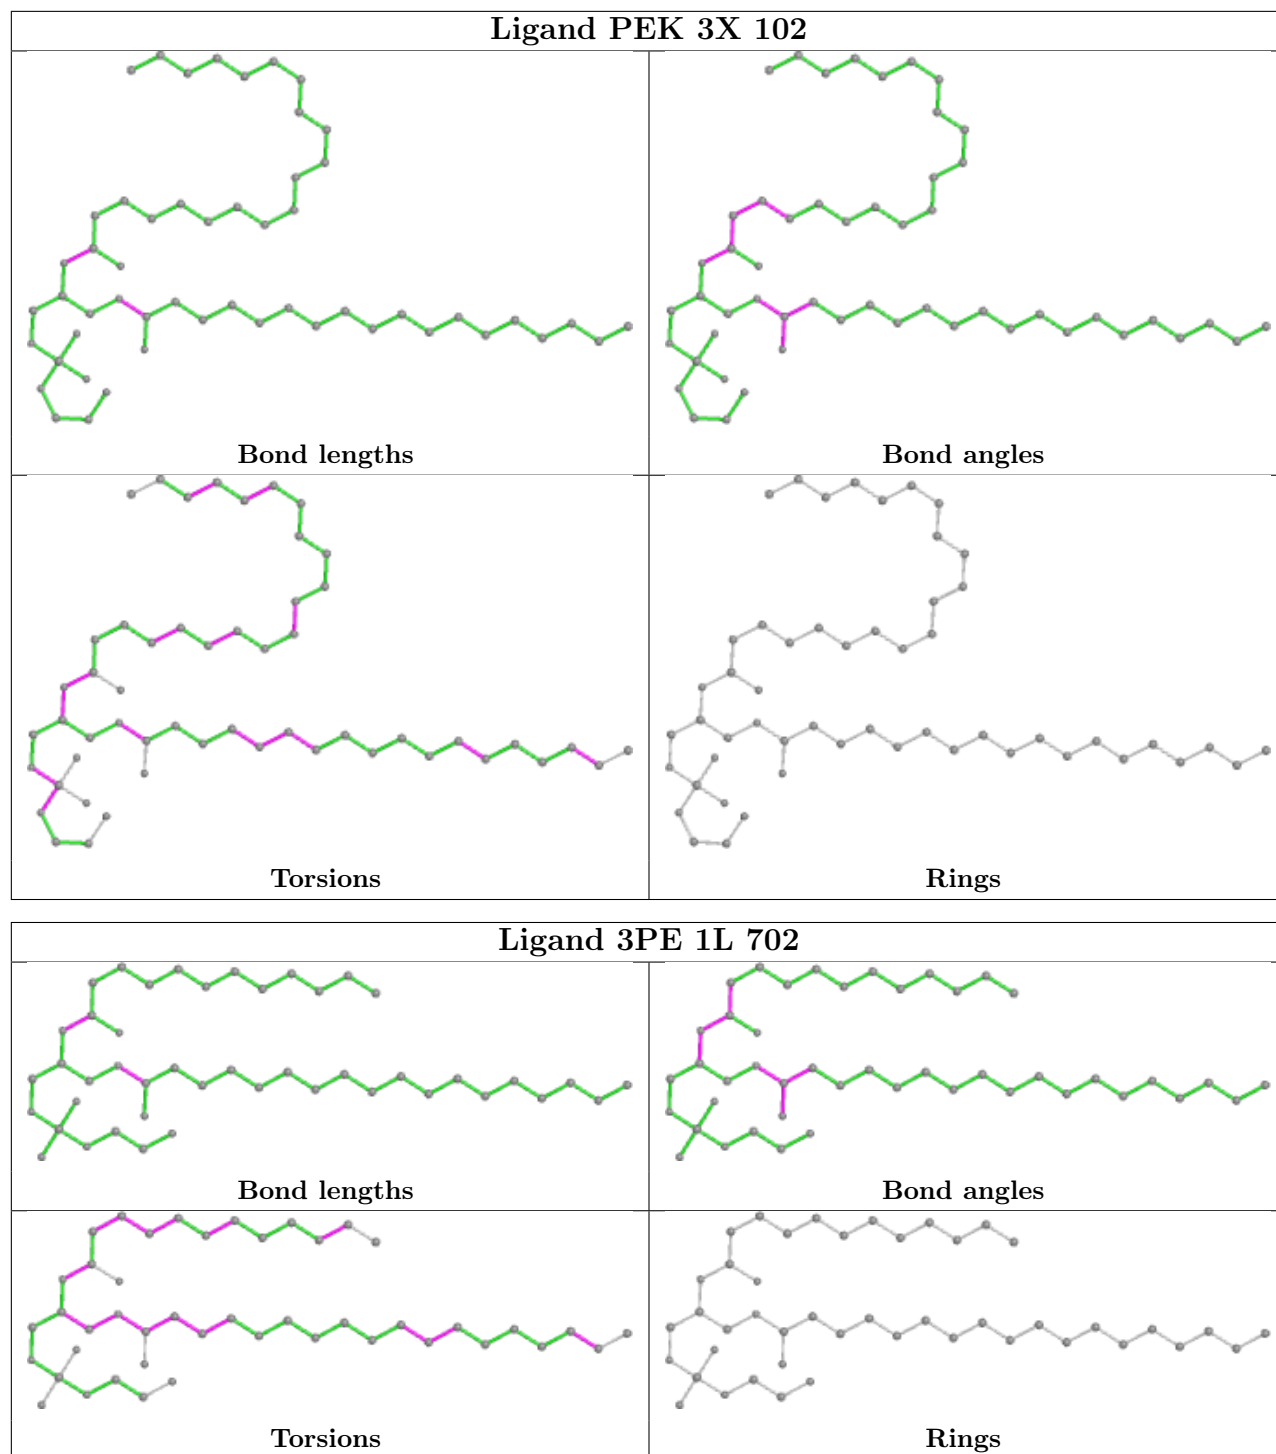 Ligand PEK 3X 102
Bond lengths
Bond angles
Torsions
Rings
Ligand 3PE 1L 702
Bond lengths
Bond angles
Torsions
Rings